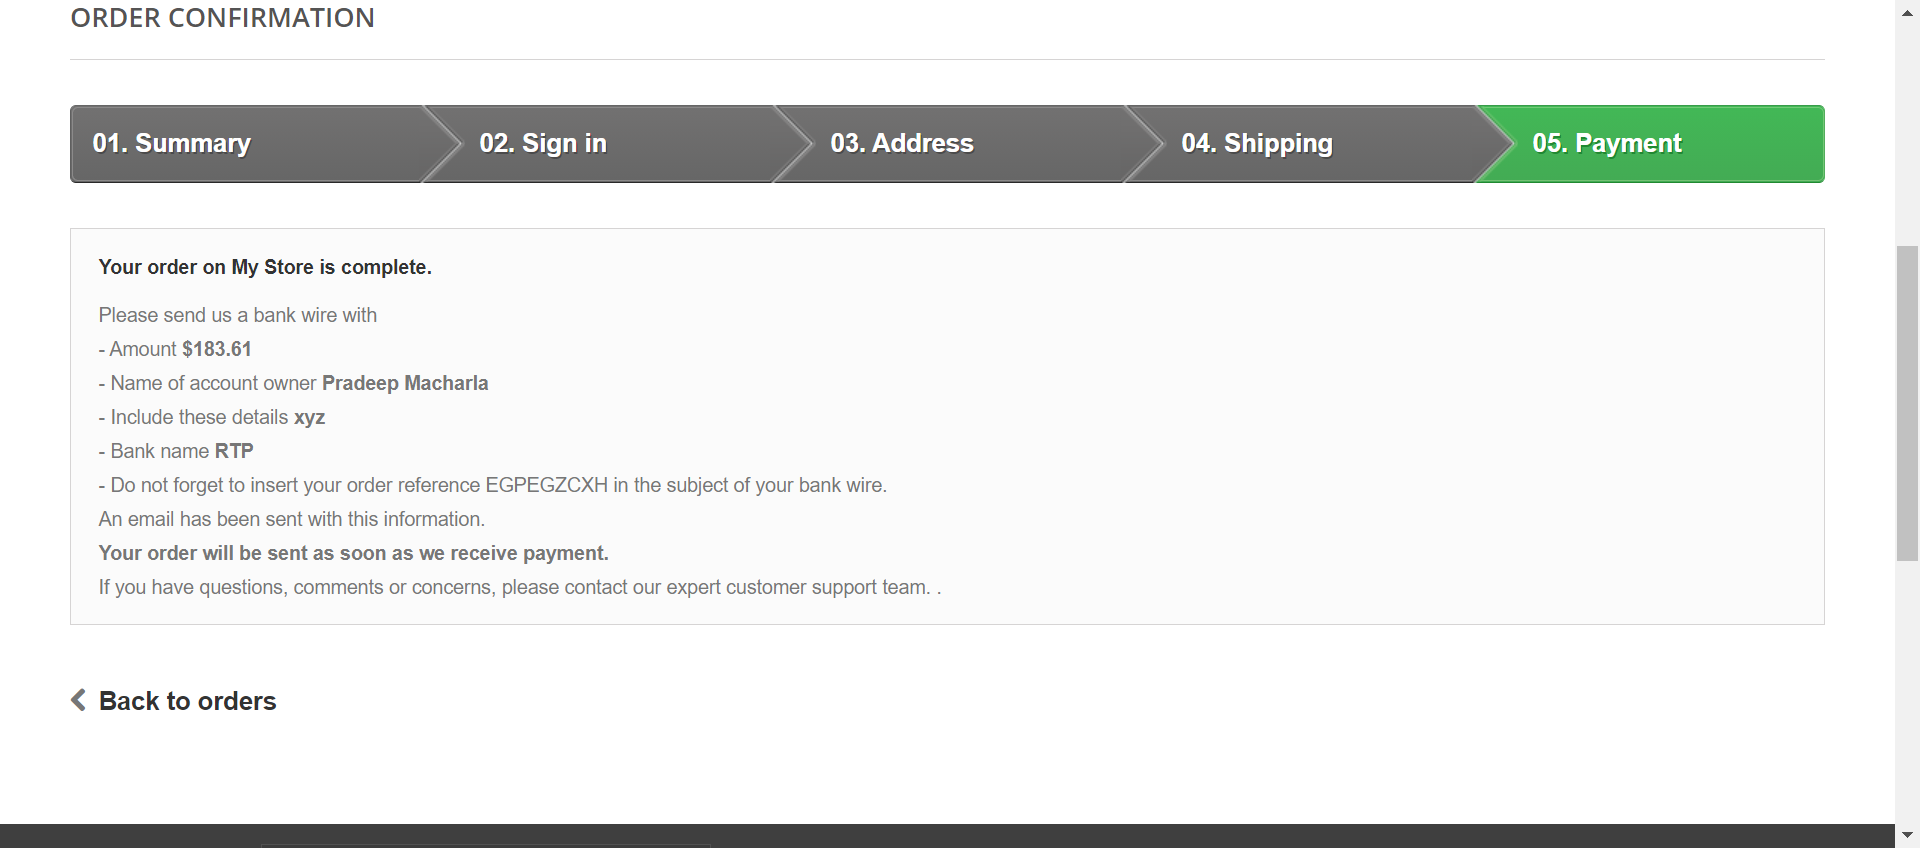 ORDER CONFIRMATION
01. Summary 02. Sign in 03. Address 04. Shipping 05. Payment
Your order on My Store is complete.
Please send us a bank wire with
- Amount $183.61
- Name of account owner Pradeep Macharla
- Include these details xyz
- Bank name RTP
- Do not forget to insert your order reference EGPEGZCXH in the subject of your bank wire.
An email has been sent with this information.
Your order will be sent as soon as we receive payment.
If you have questions, comments or concerns, please contact our expert customer support team. .
Back to orders